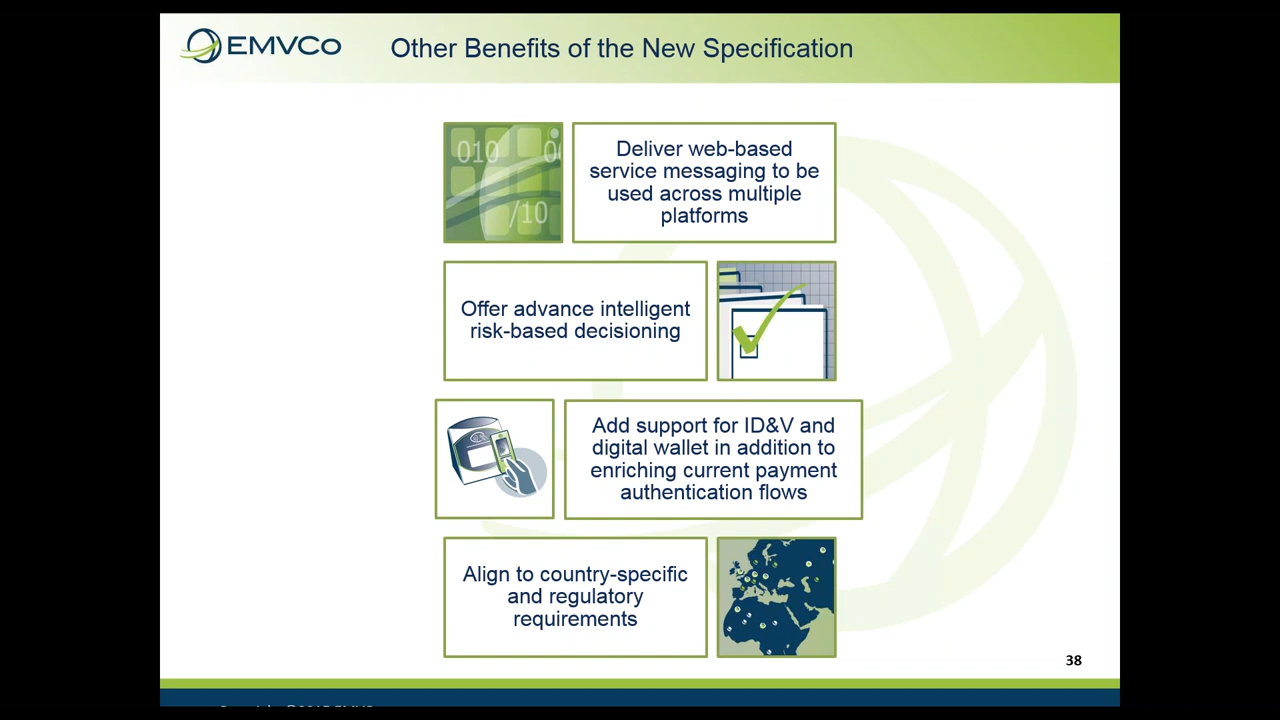 EMVCo
Other Benefits of the New Specification
010
/10
Deliver web-based
service messaging to be
used across multiple
platforms
Offer advance intelligent
risk-based decisioning
Add support for ID&V and
digital wallet in addition to
enriching current payment
authentication flows
Align to country-specific
and regulatory
requirements
38